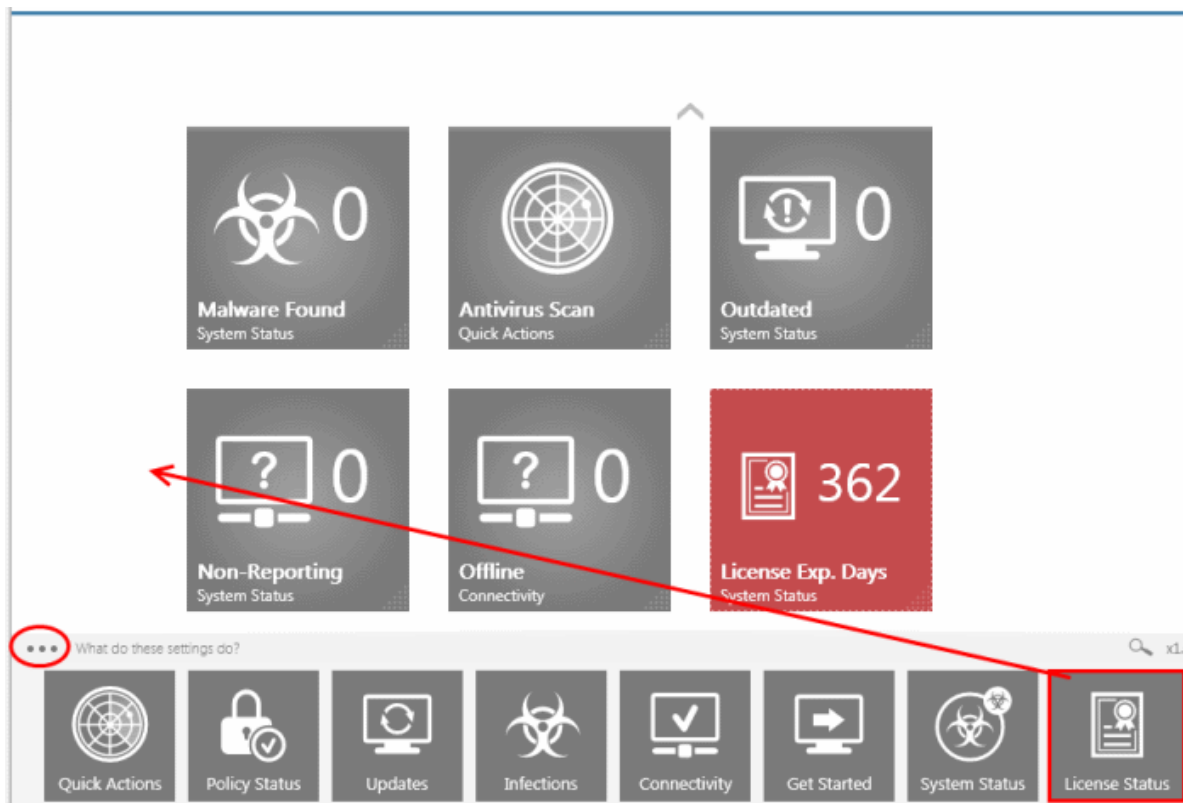 0
Malware Found
System Status
Antivirus Scan
Quick Actions
0
Outdated
System Status
? 0
Non-Reporting
System Status
? 0
Offline
Connectivity
362
License Exp. Days
System Status
What do these settings do?
Quick Actions
Policy Status
Updates
Infections
Connectivity
Get Started
System Status
License Status